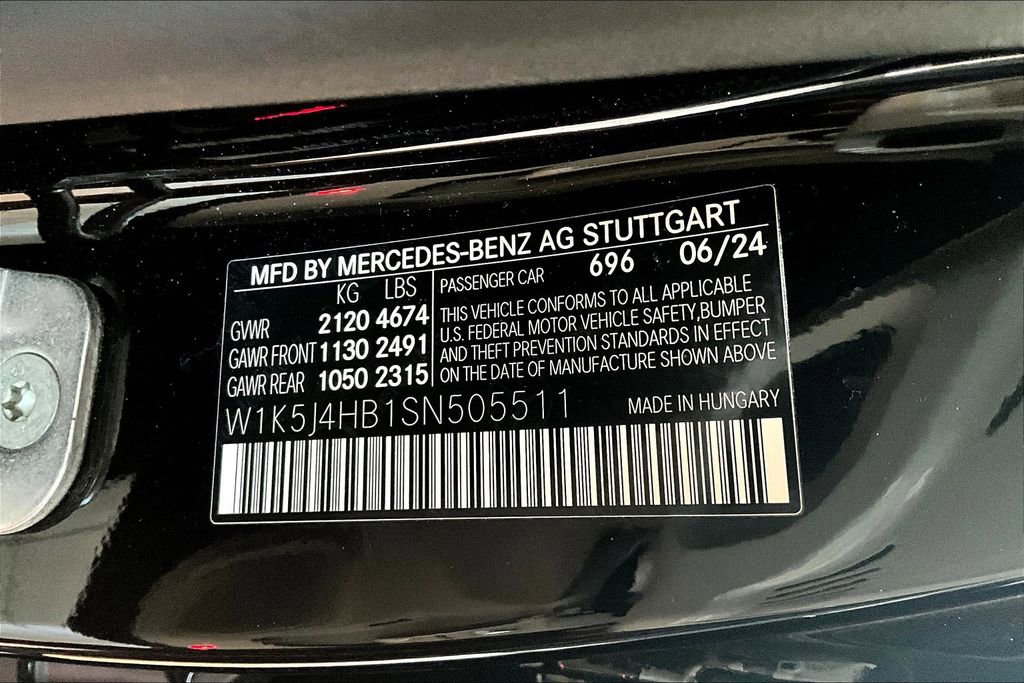 MFD BY MERCEDES-BENZ AG STUTTGART
KG LBS
GVWR 2120 4674
GAWR FRONT 1130 2491
GAWR REAR 1050 2315
PASSENGER CAR 696 06/24
THIS VEHICLE CONFORMS TO ALL APPLICABLE
U.S. FEDERAL MOTOR VEHICLE SAFETY,BUMPER
AND THEFT PREVENTION STANDARDS IN EFFECT
ON THE DATE OF MANUFACTURE SHOWN ABOVE
W1K5J4HB1SN505511
MADE IN HUNGARY